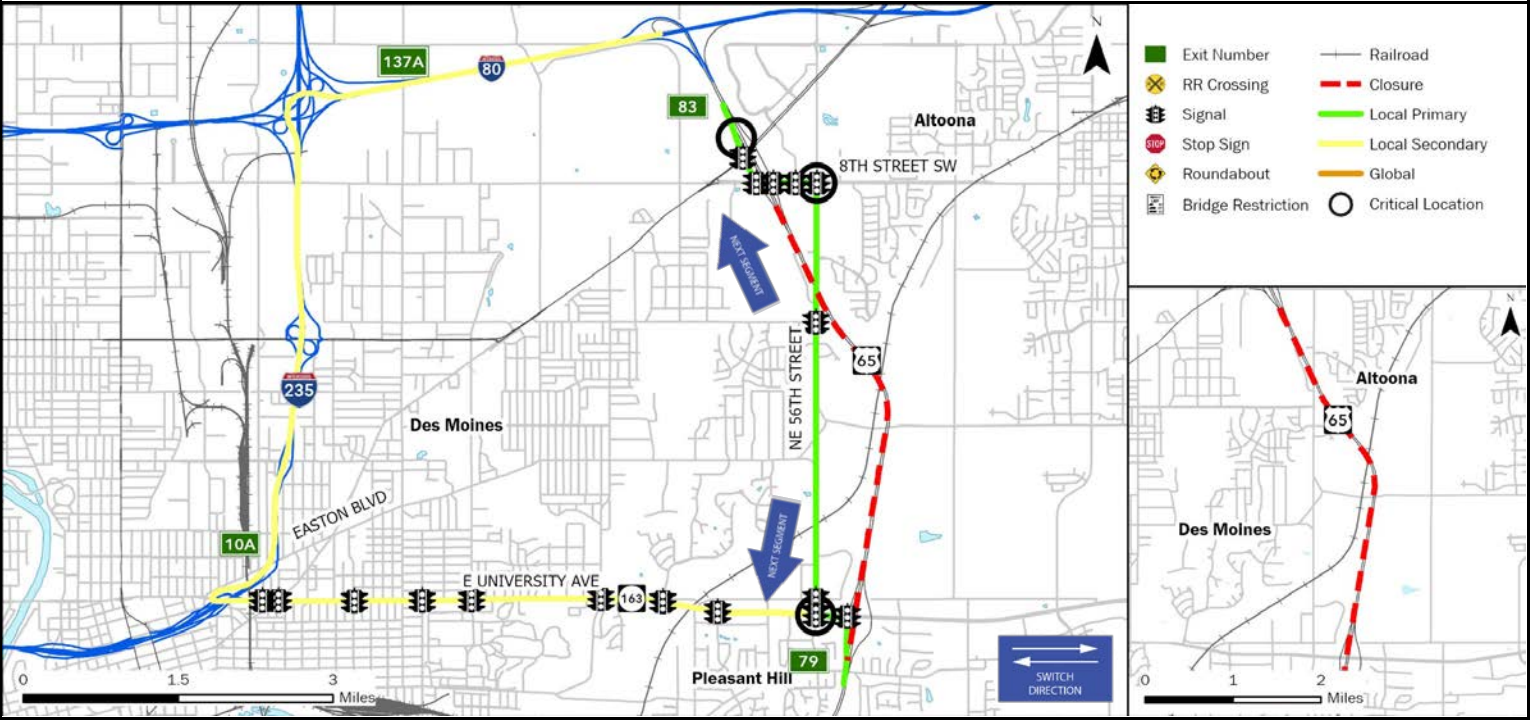 137A
80
N
83
Altoona
8TH STREET SW
NEXT SEGMENT
NE 56TH STREET
65
235
Des Moines
EASTON BLVD
10A
NEXT SEGMENT
E UNIVERSITY AVE
163
79
Pleasant Hill
SWITCH
DIRECTION
0 1.5 3
Miles
Exit Number
RR Crossing
Signal
STOP
Stop Sign
Roundabout
Bridge Restriction
Railroad
Closure
Local Primary
Local Secondary
Global
Critical Location
N
Altoona
65
Des Moines
0 1 2
Miles